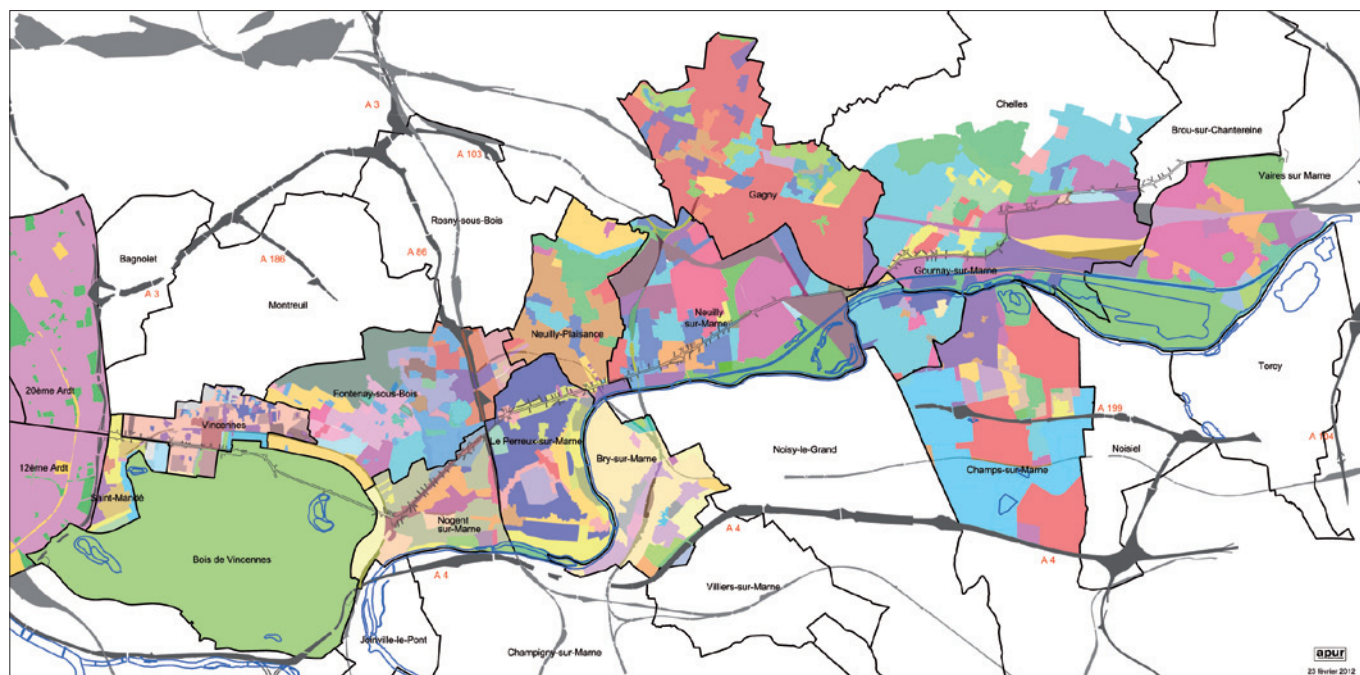 A 3
Chelles
Brou-sur-Chantereine
A 103
Vaires sur Marne
Gagny
Rosny-sous-Bois
Bagnolet
A 186
A 86
A 3
Gournay-sur-Marne
Montreuil
Neuilly
sur-Marne
Neuilly-Plaisance
Torcy
20ème Ardt
Fontenay-sous-Bois
A 199
Vincennes
Le Perreux-sur-Marne
A 104
Noisy-le-Grand
Noisiel
Bry-sur-Marne
12ème Ardt
Champs-sur-Marne
Saint-Mandé
Nogent
sur-Marne
A 4
Bois de Vincennes
A 4
A 4
Villiers-sur-Marne
Joinville-le-Pont
Champigny-sur-Marne
apur
23 février 2012